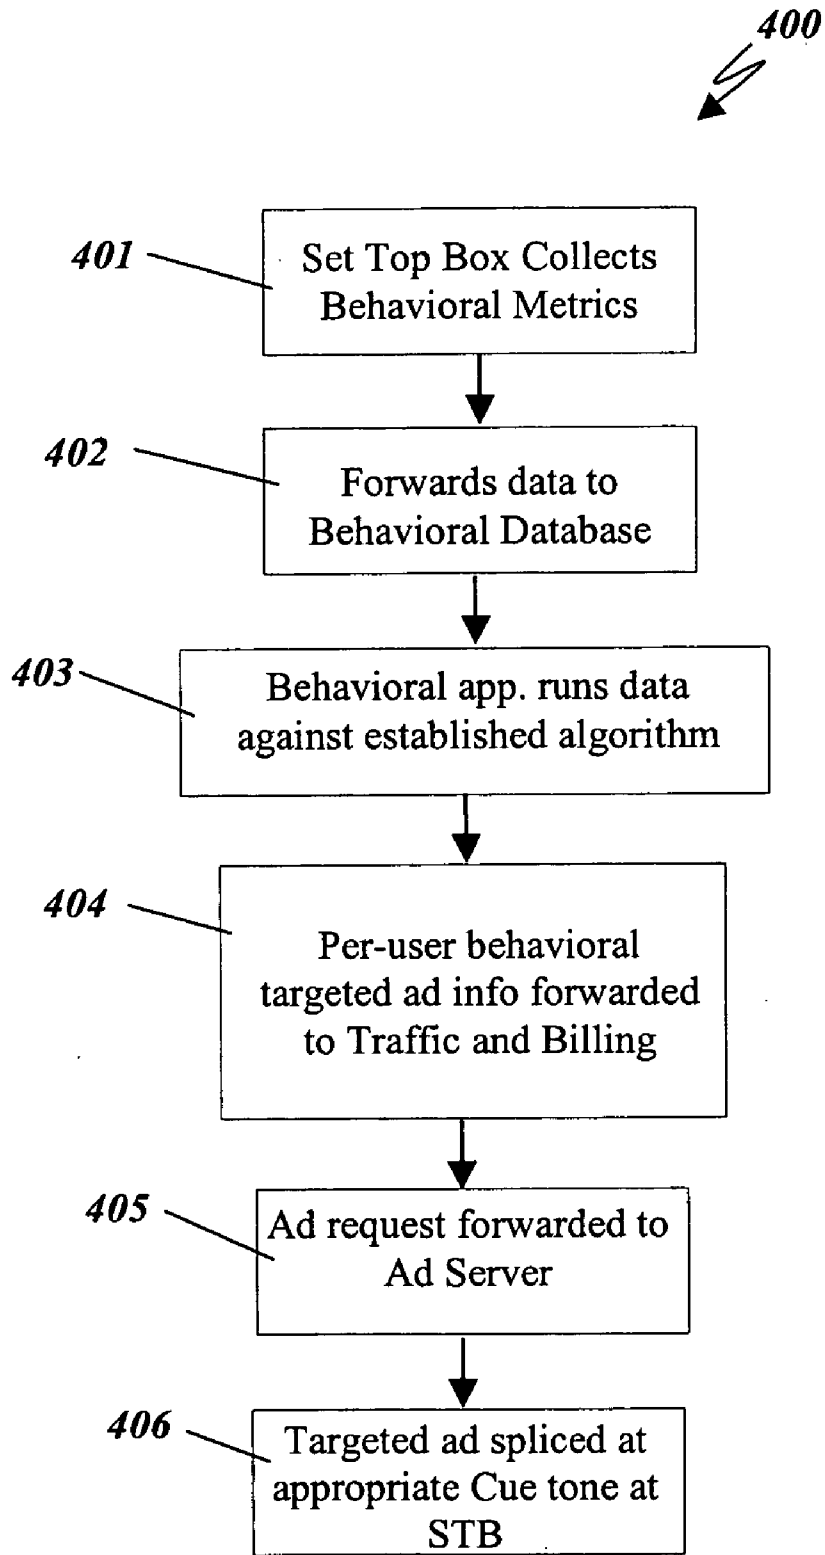 400
401
Set Top Box Collects
Behavioral Metrics
402
Forwards data to
Behavioral Database
403
Behavioral app. runs data
against established algorithm
404
Per-user behavioral
targeted ad info forwarded
to Traffic and Billing
405
Ad request forwarded to
Ad Server
406
Targeted ad spliced at
appropriate Cue tone at
STB